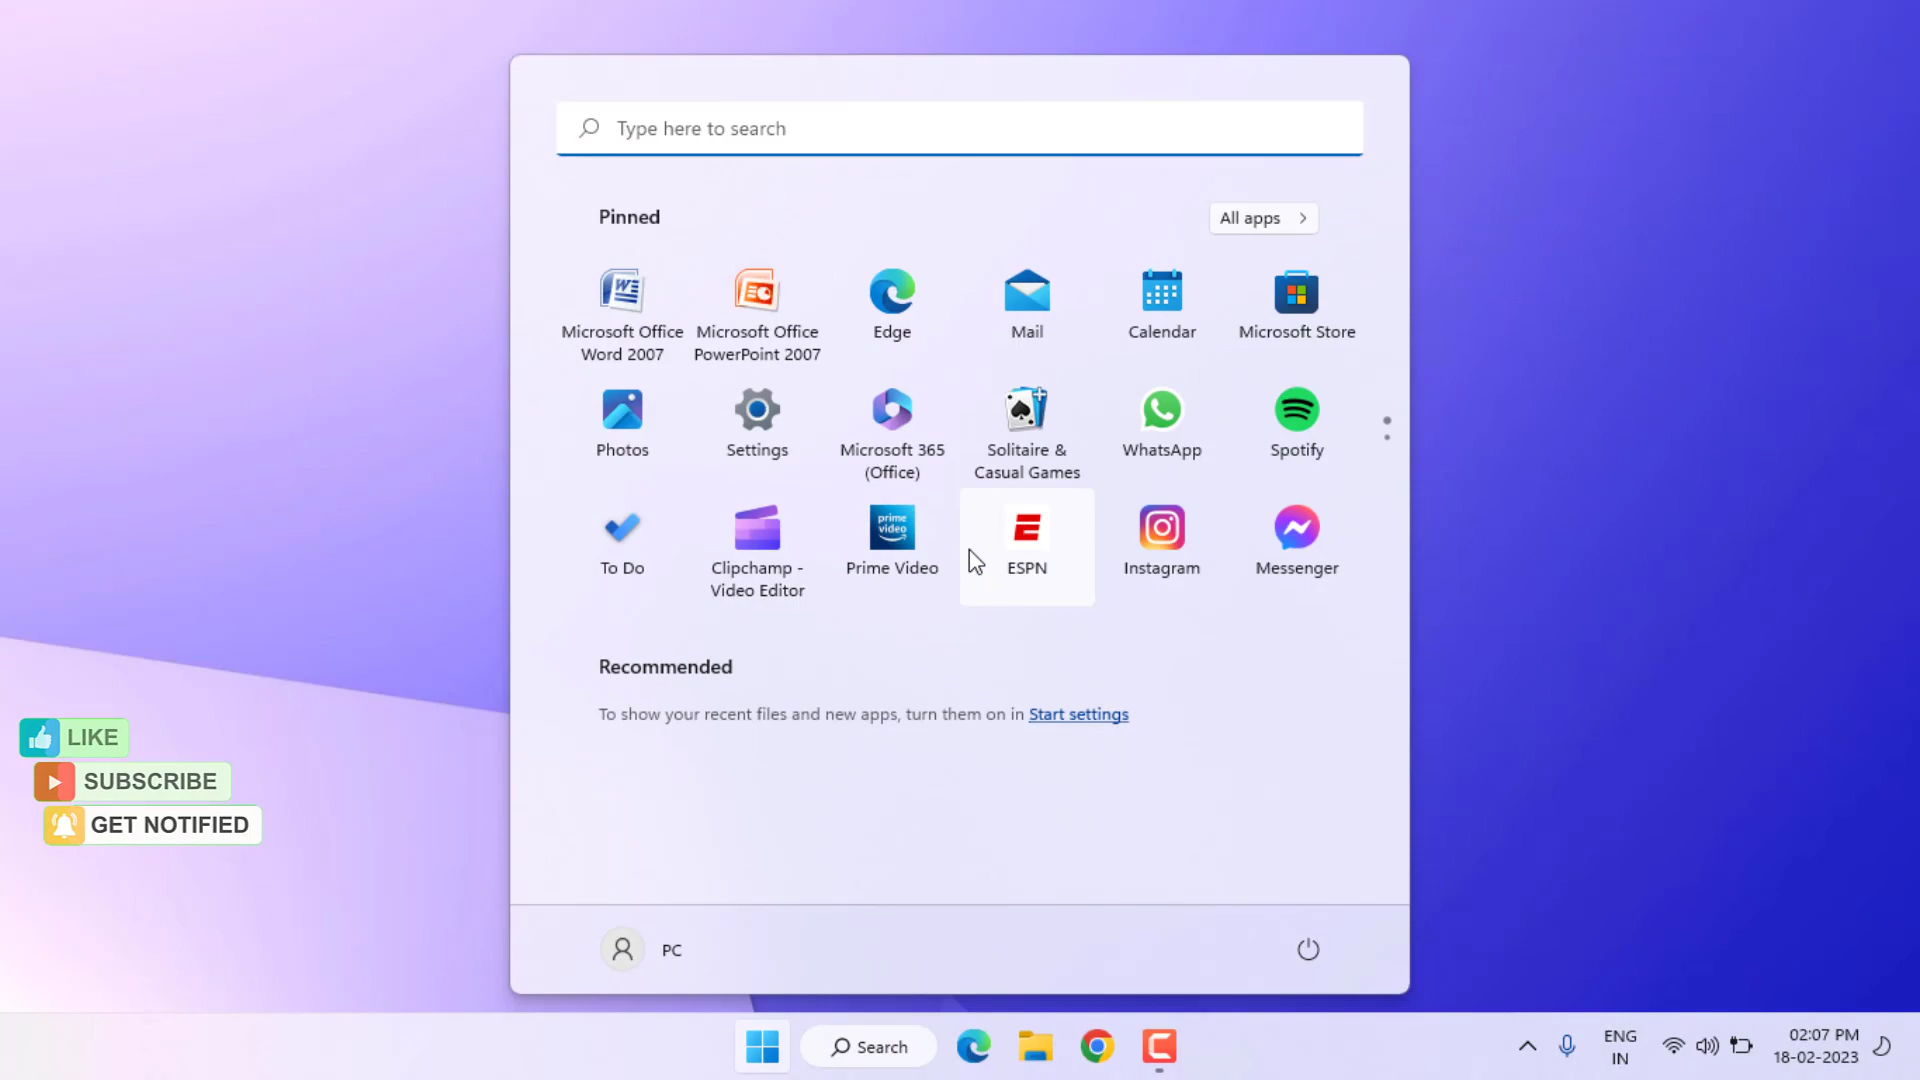 Type here to search
Pinned
All apps
Microsoft Office
Word 2007
Microsoft Office
PowerPoint 2007
Edge
Mail
Calendar
Microsoft Store
Photos
Settings
Microsoft 365
(Office)
Solitaire &
Casual Games
WhatsApp
Spotify
prime
video
To Do
Clipchamp -
Video Editor
Prime Video
ESPN
Instagram
Messenger
Recommended
To show your recent files and new apps, turn them on in Start settings
LIKE
SUBSCRIBE
GET NOTIFIED
PC
Search
ENG
IN
02:07 PM
18-02-2023